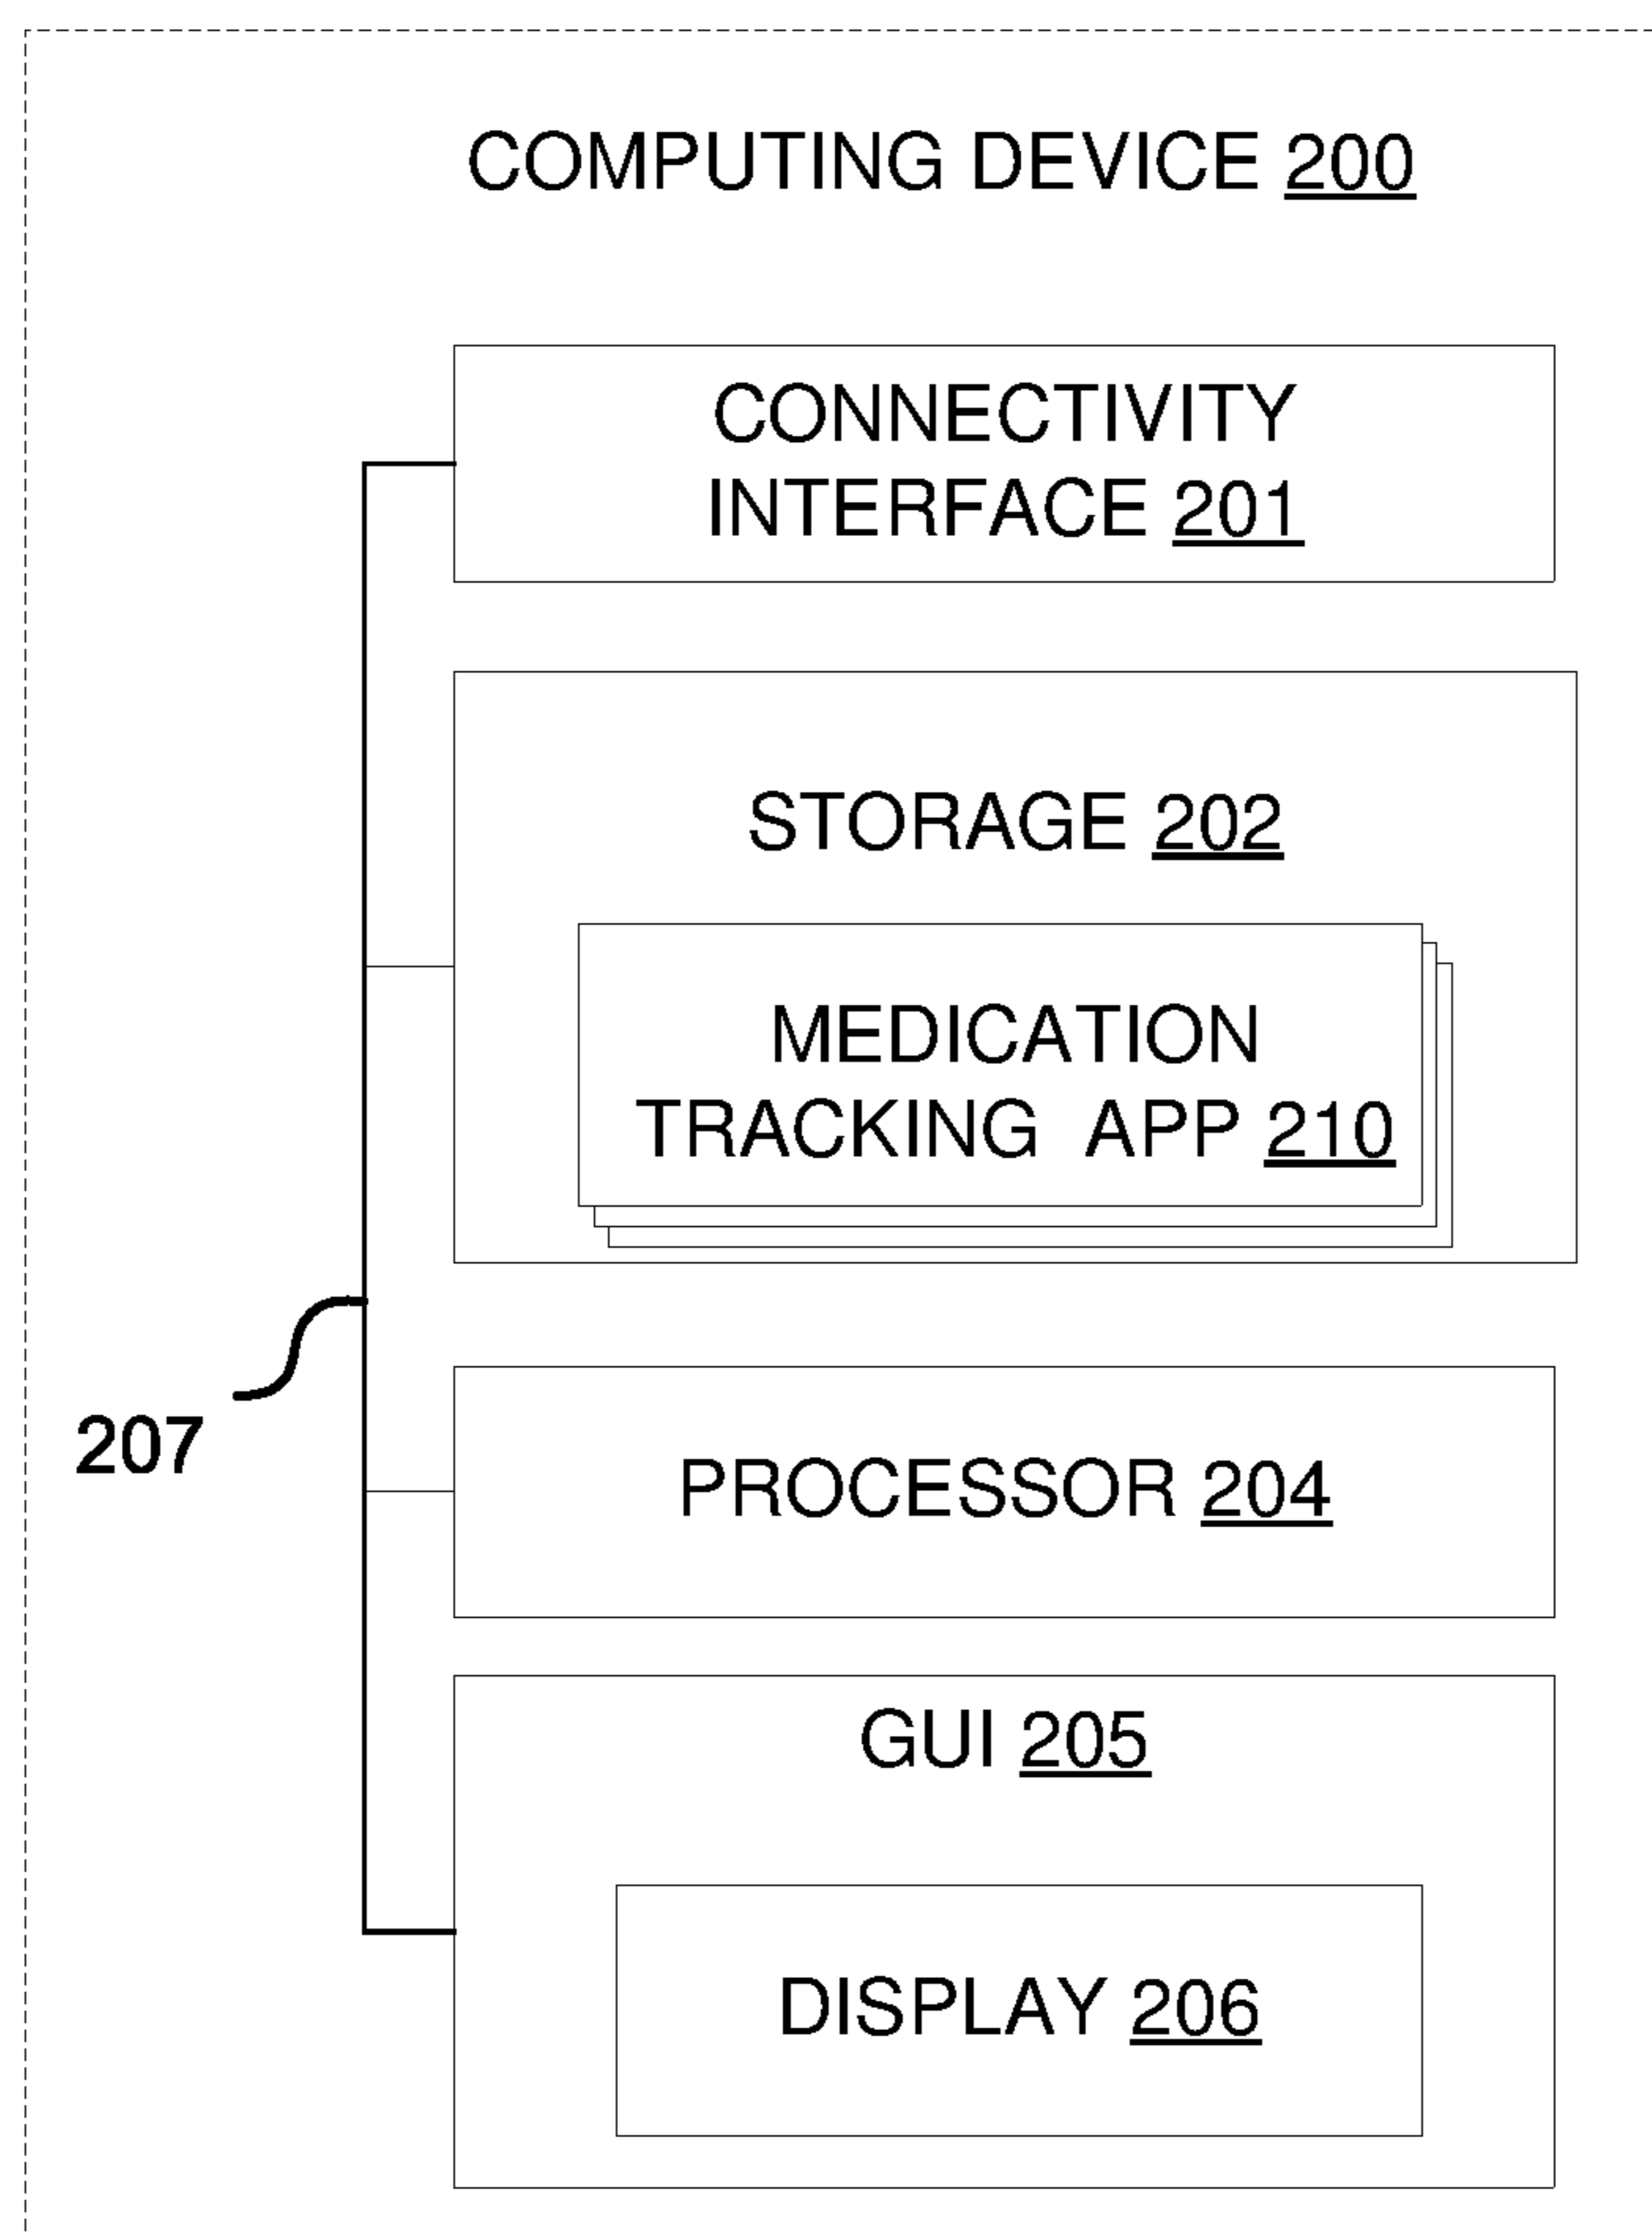 COMPUTING DEVICE 200
CONNECTIVITY
INTERFACE 201
STORAGE 202
MEDICATION
TRACKING APP 210
207
PROCESSOR 204
GUI 205
DISPLAY 206